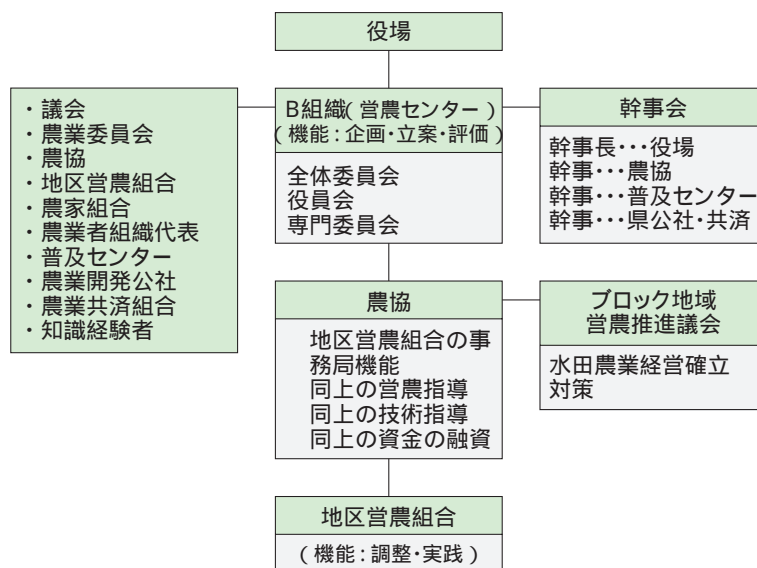 役場
・議会
・農業委員会
・農協
・地区営農組合
・農家組合
・農業者組織代表
・普及センター
・農業開発公社
・農業共済組合
・知識経験者
B組織(営農センター)
(機能:企画・立案・評価)
全体委員会
役員会
専門委員会
幹事会
幹事長・・・役場
幹事・・・農協
幹事・・・普及センター
幹事・・・県公社・共済
農協
地区営農組合の事
務局機能
同上の営農指導
同上の技術指導
同上の資金の融資
ブロック地域
営農推進議会
水田農業経営確立
対策
地区営農組合
(機能:調整・実践)